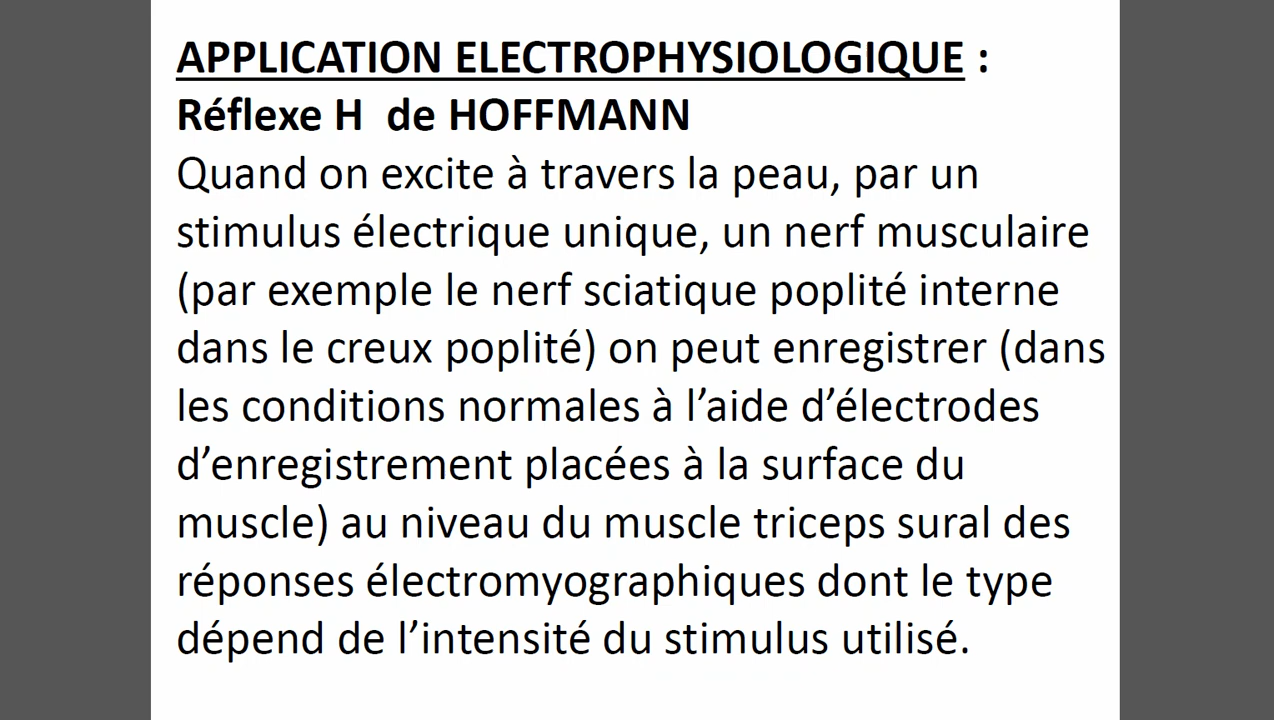 APPLICATION ELECTROPHYSIOLOGIQUE :
Réflexe H de HOFFMANN
Quand on excite à travers la peau, par un
stimulus électrique unique, un nerf musculaire
(par exemple le nerf sciatique poplité interne
dans le creux poplité) on peut enregistrer (dans
les conditions normales à l’aide d’électrodes
d’enregistrement placées à la surface du
muscle) au niveau du muscle triceps sural des
réponses électromyographiques dont le type
dépend de l’intensité du stimulus utilisé.